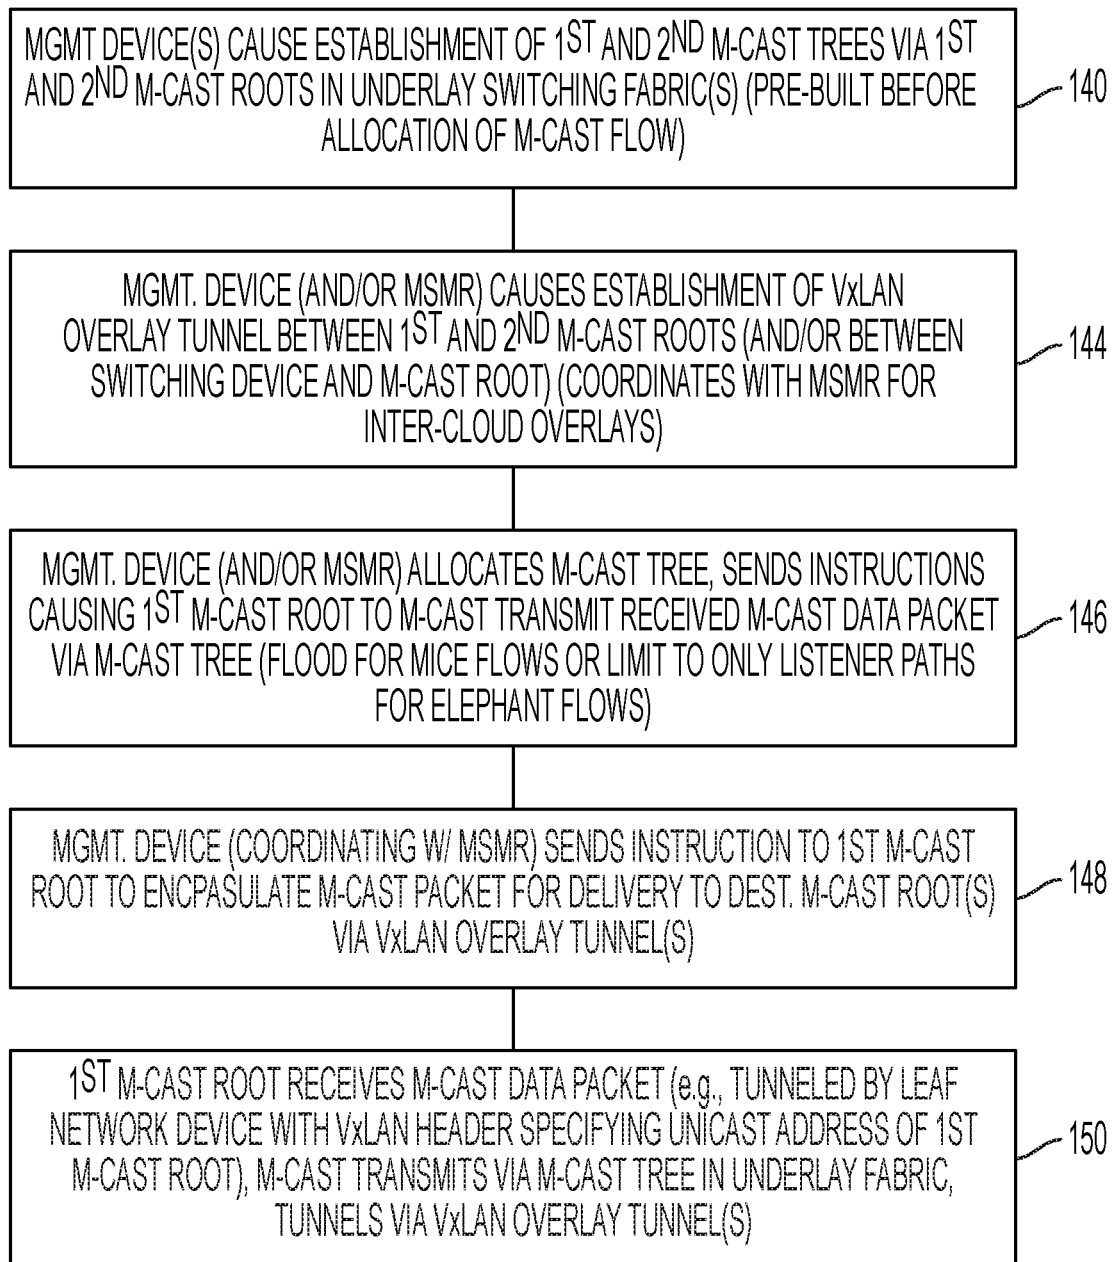 MGMT DEVICE(S) CAUSE ESTABLISHMENT OF 1ST AND 2ND M-CAST TREES VIA 1ST
AND 2ND M-CAST ROOTS IN UNDERLAY SWITCHING FABRIC(S) (PRE-BUILT BEFORE
ALLOCATION OF M-CAST FLOW)
140
MGMT. DEVICE (AND/OR MSMR) CAUSES ESTABLISHMENT OF VxLAN
OVERLAY TUNNEL BETWEEN 1ST AND 2ND M-CAST ROOTS (AND/OR BETWEEN
SWITCHING DEVICE AND M-CAST ROOT) (COORDINATES WITH MSMR FOR
INTER-CLOUD OVERLAYS)
144
MGMT. DEVICE (AND/OR MSMR) ALLOCATES M-CAST TREE, SENDS INSTRUCTIONS
CAUSING 1ST M-CAST ROOT TO M-CAST TRANSMIT RECEIVED M-CAST DATA PACKET
VIA M-CAST TREE (FLOOD FOR MICE FLOWS OR LIMIT TO ONLY LISTENER PATHS
FOR ELEPHANT FLOWS)
146
MGMT. DEVICE (COORDINATING W/ MSMR) SENDS INSTRUCTION TO 1ST M-CAST
ROOT TO ENCPASULATE M-CAST PACKET FOR DELIVERY TO DEST. M-CAST ROOT(S)
VIA VxLAN OVERLAY TUNNEL(S)
148
1ST M-CAST ROOT RECEIVES M-CAST DATA PACKET (e.g., TUNNELED BY LEAF
NETWORK DEVICE WITH VxLAN HEADER SPECIFYING UNICAST ADDRESS OF 1ST
M-CAST ROOT), M-CAST TRANSMITS VIA M-CAST TREE IN UNDERLAY FABRIC,
TUNNELS VIA VxLAN OVERLAY TUNNEL(S)
150